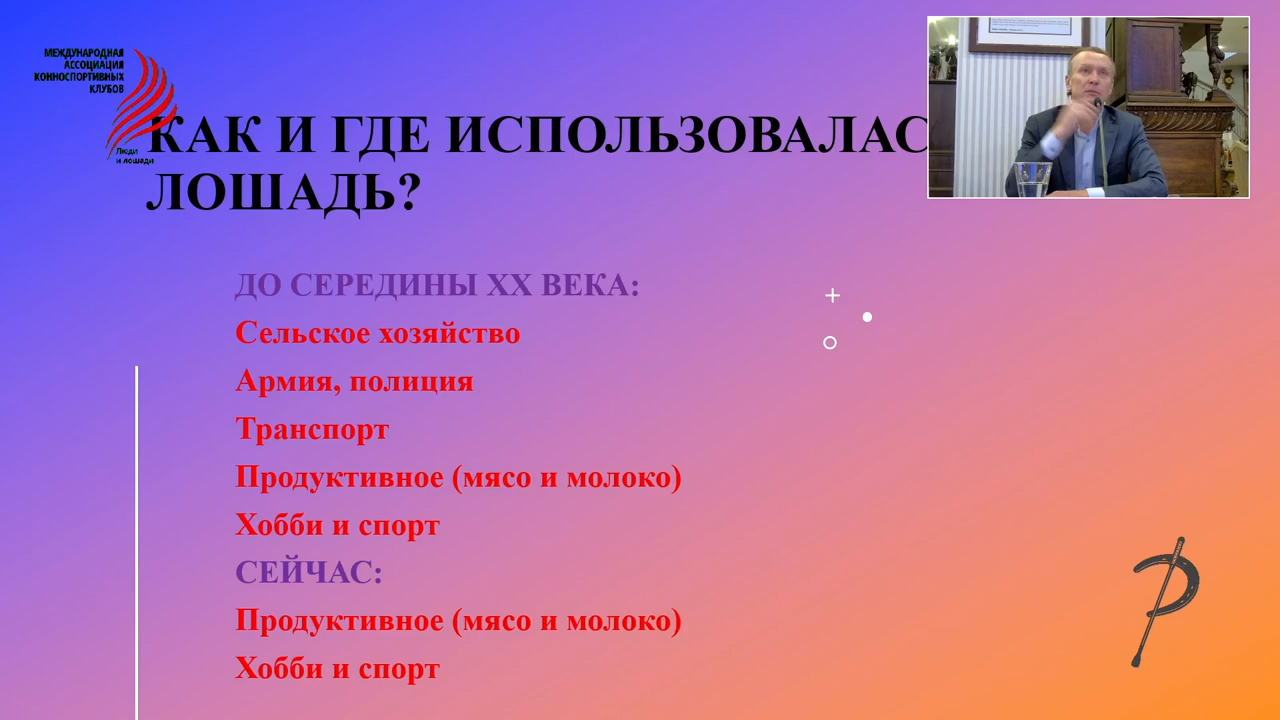 МЕЖДУНАРОДНАЯ
АССОЦИАЦИЯ
КОННОСПОРТИВНЫХ
КЛУБОВ
Люди
и лошади
КАК И ГДЕ ИСПОЛЬЗОВАЛАС
ЛОШАДЬ?
ДО СЕРЕДИНЫ XX ВЕКА:
Сельское хозяйство
Армия, полиция
Транспорт
Продуктивное (мясо и молоко)
Хобби и спорт
СЕЙЧАС:
Продуктивное (мясо и молоко)
Хобби и спорт